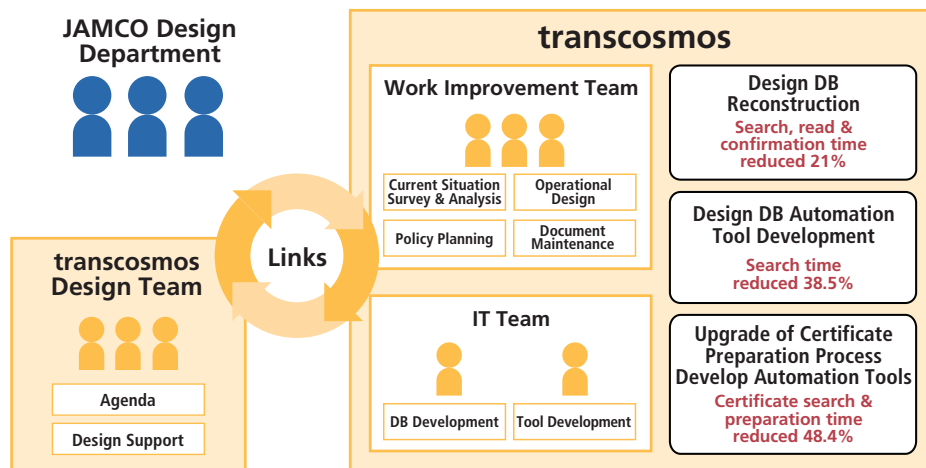 JAMCO Design
Department
transcosmos
Design Team
Agenda
Design Support
Links
transcosmos
Work Improvement Team
Current Situation
Survey & Analysis
Operational
Design
Policy Planning
Document
Maintenance
IT Team
DB Development
Tool Development
Design DB
Reconstruction
Search, read &
confirmation time
reduced 21%
Design DB Automation
Tool Development
Search time
reduced 38.5%
Upgrade of Certificate
Preparation Process
Develop Automation Tools
Certificate search &
preparation time
reduced 48.4%